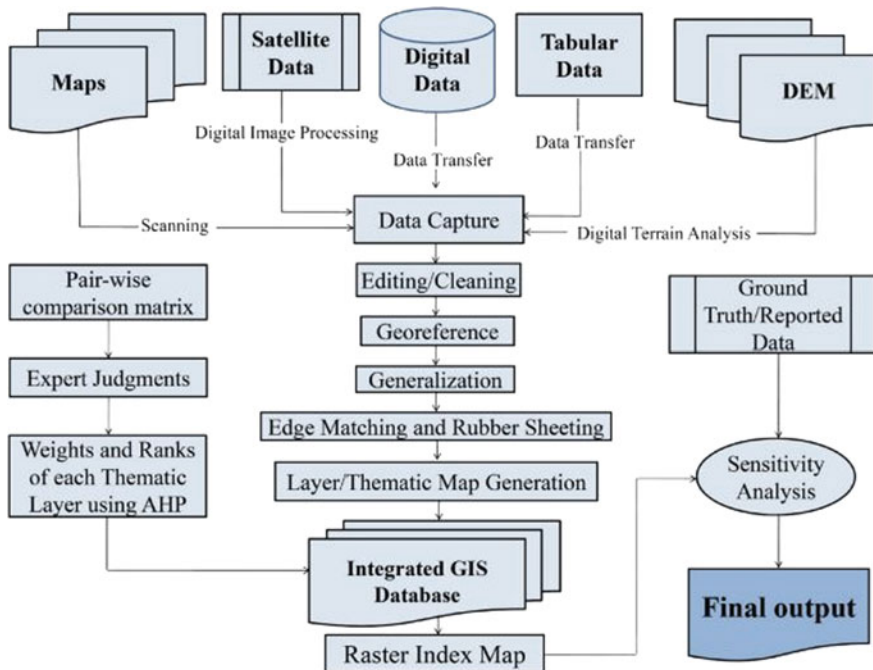 Maps
Satellite
Data
Digital
Data
Tabular
Data
DEM
Digital Image Processing
Data Transfer
Data Transfer
Scanning
Data Capture
Digital Terrain Analysis
Editing/Cleaning
Georeference
Generalization
Edge Matching and Rubber Sheeting
Layer/Thematic Map Generation
Pair-wise
comparison matrix
Expert Judgments
Weights and Ranks
of each Thematic
Layer using AHP
Integrated GIS
Database
Raster Index Map
Ground
Truth/Reported
Data
Sensitivity
Analysis
Final output